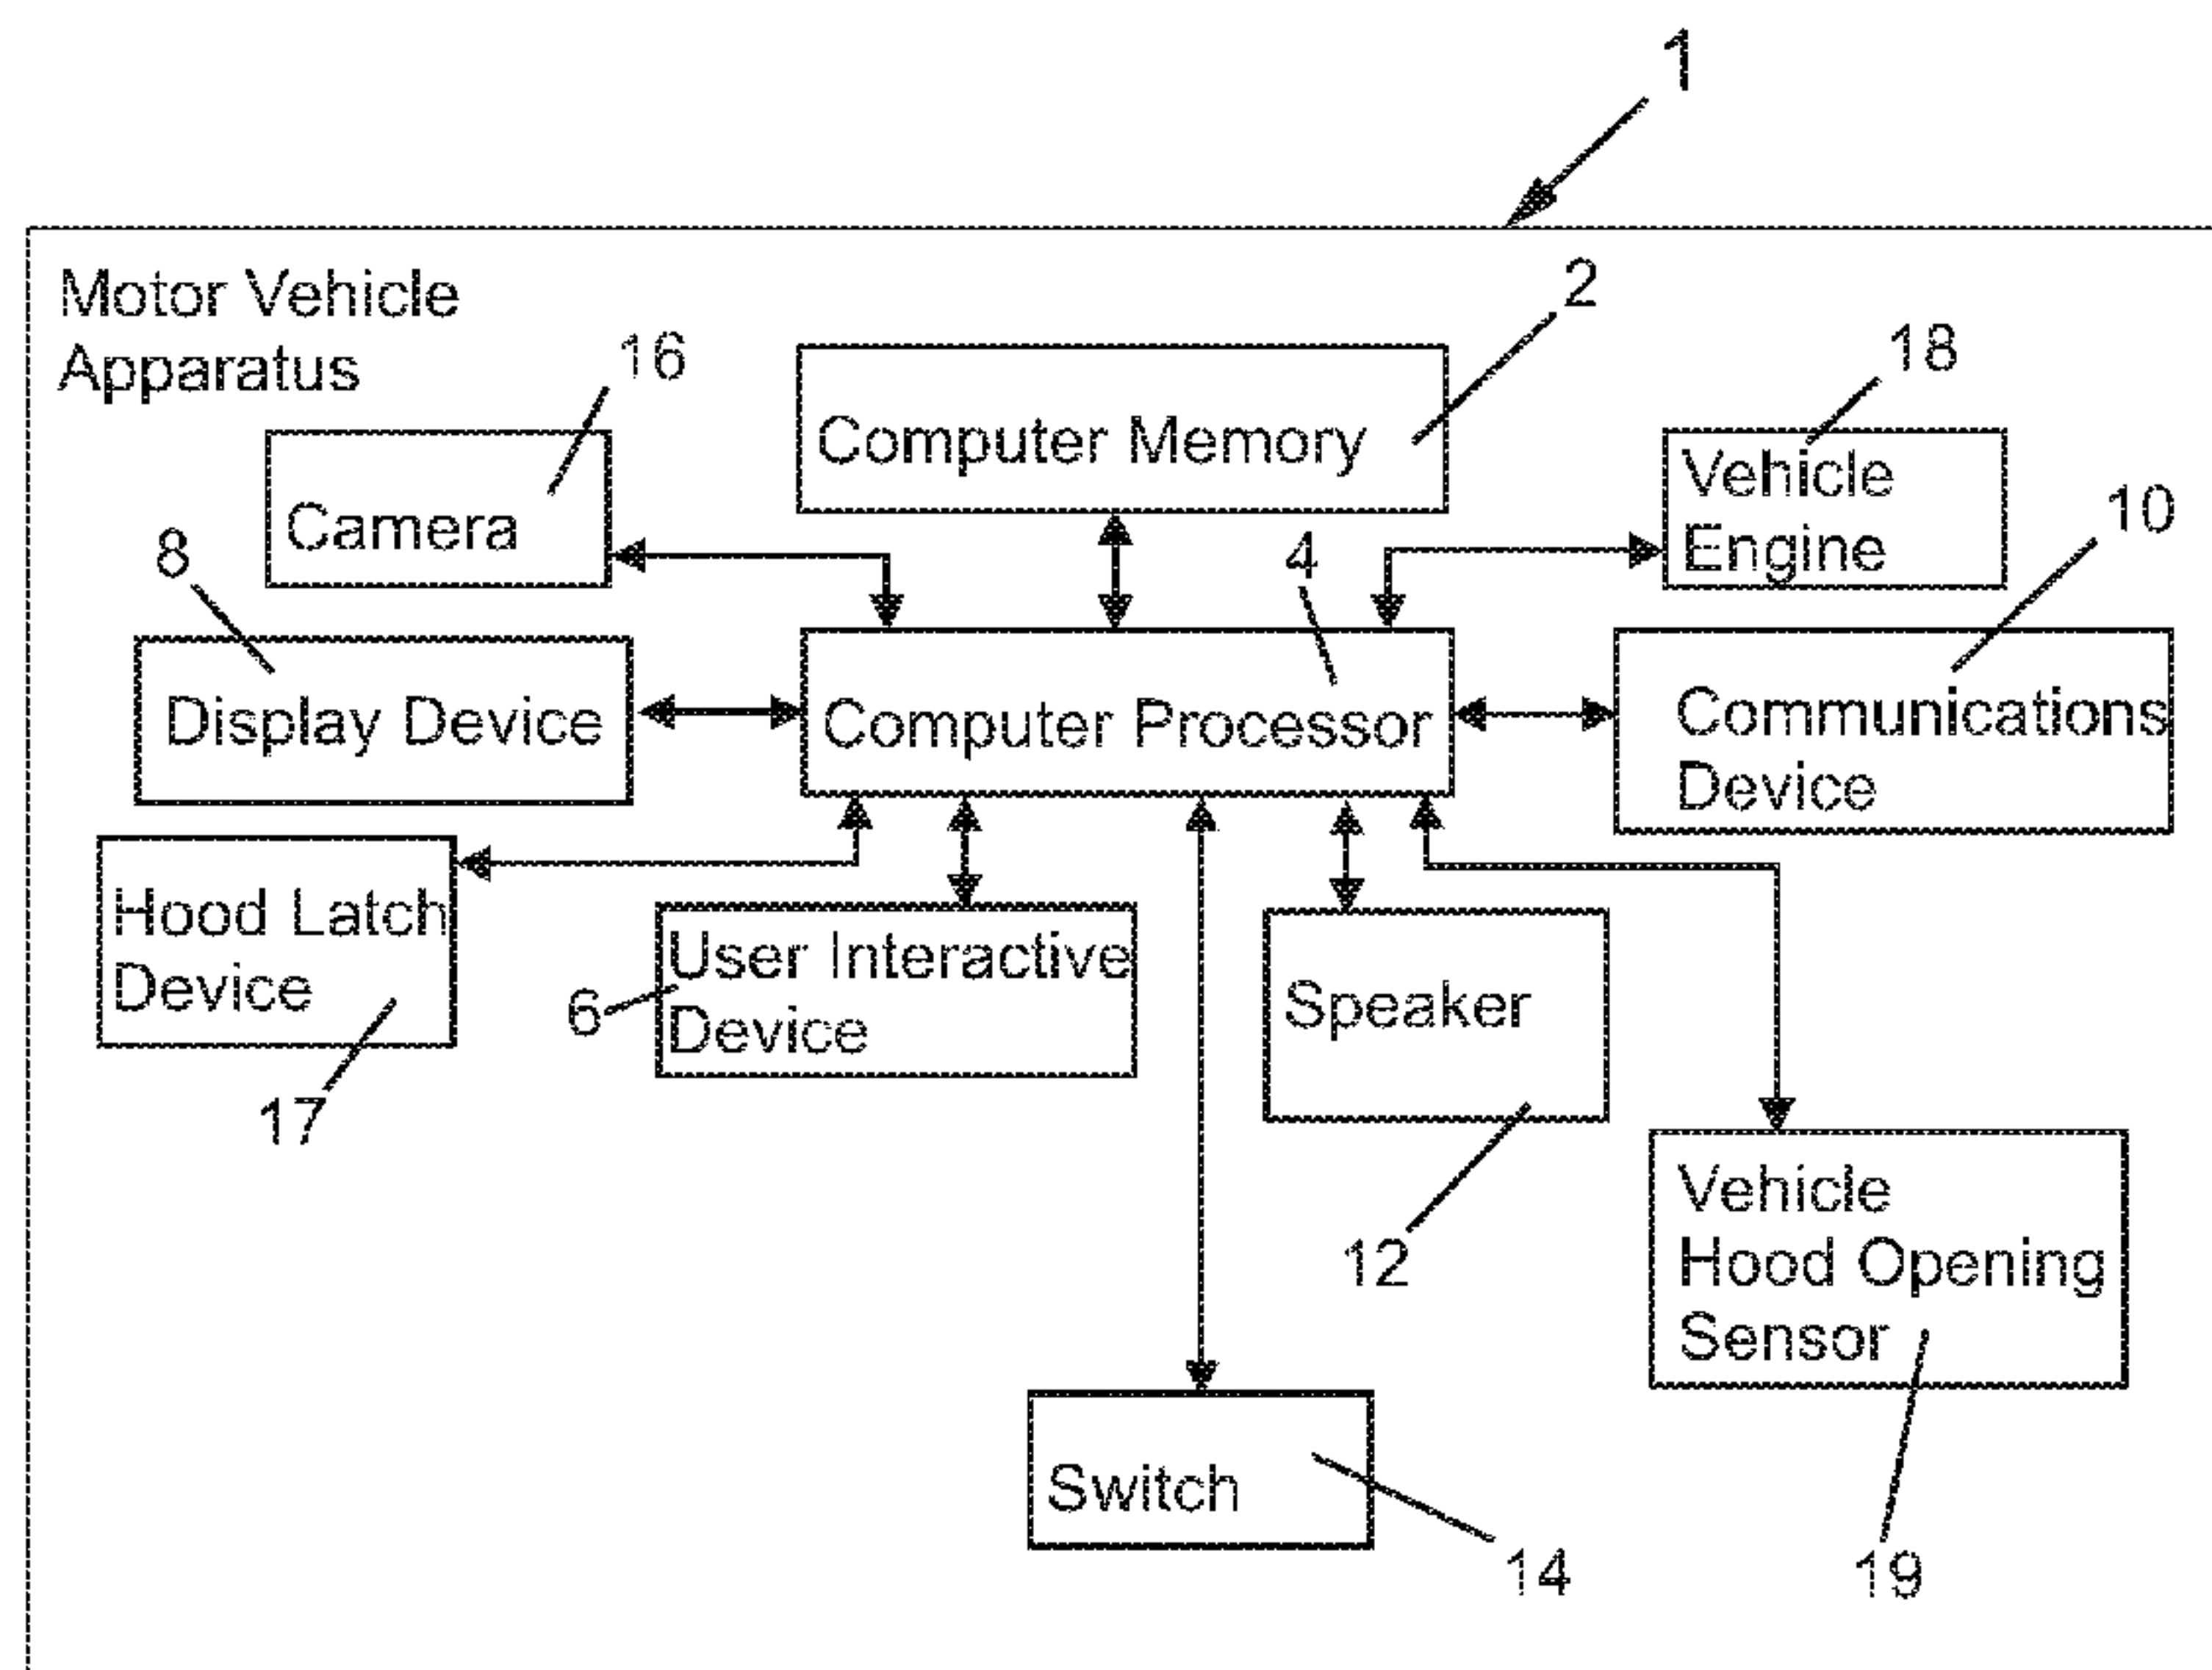 1
Motor Vehicle
Apparatus
2
16
18
Computer Memory
Vehicle
Engine
Camera
10
8
4
Display Device
Computer Processor
Communications
Device
Hood Latch
Device
User Interactive
Device
6
Speaker
17
12
Vehicle
Hood Opening
Sensor
Switch
14
19